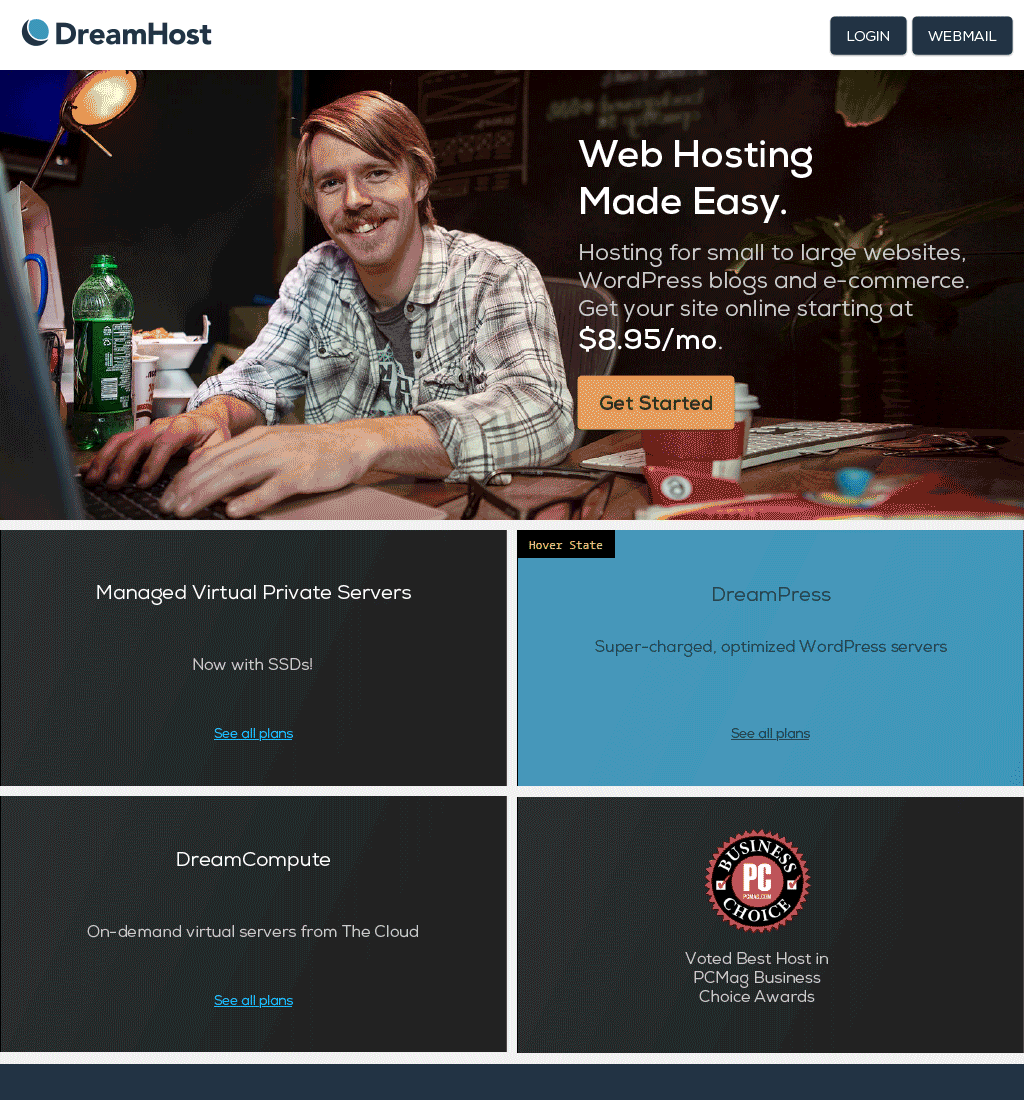 DreamHost
LOGIN
WEBMAIL
Web Hosting
Made Easy.
Hosting for small to large websites,
WordPress blogs and e-commerce.
Get your site online starting at
$8.95/mo.
Get Started
Managed Virtual Private Servers
Now with SSDs!
See all plans
Hover State
DreamPress
Super-charged, optimized WordPress servers
See all plans
DreamCompute
On-demand virtual servers from The Cloud
See all plans
BUSINESS
PC
PCMAG.COM
CHOICE
Voted Best Host in
PCMag Business
Choice Awards